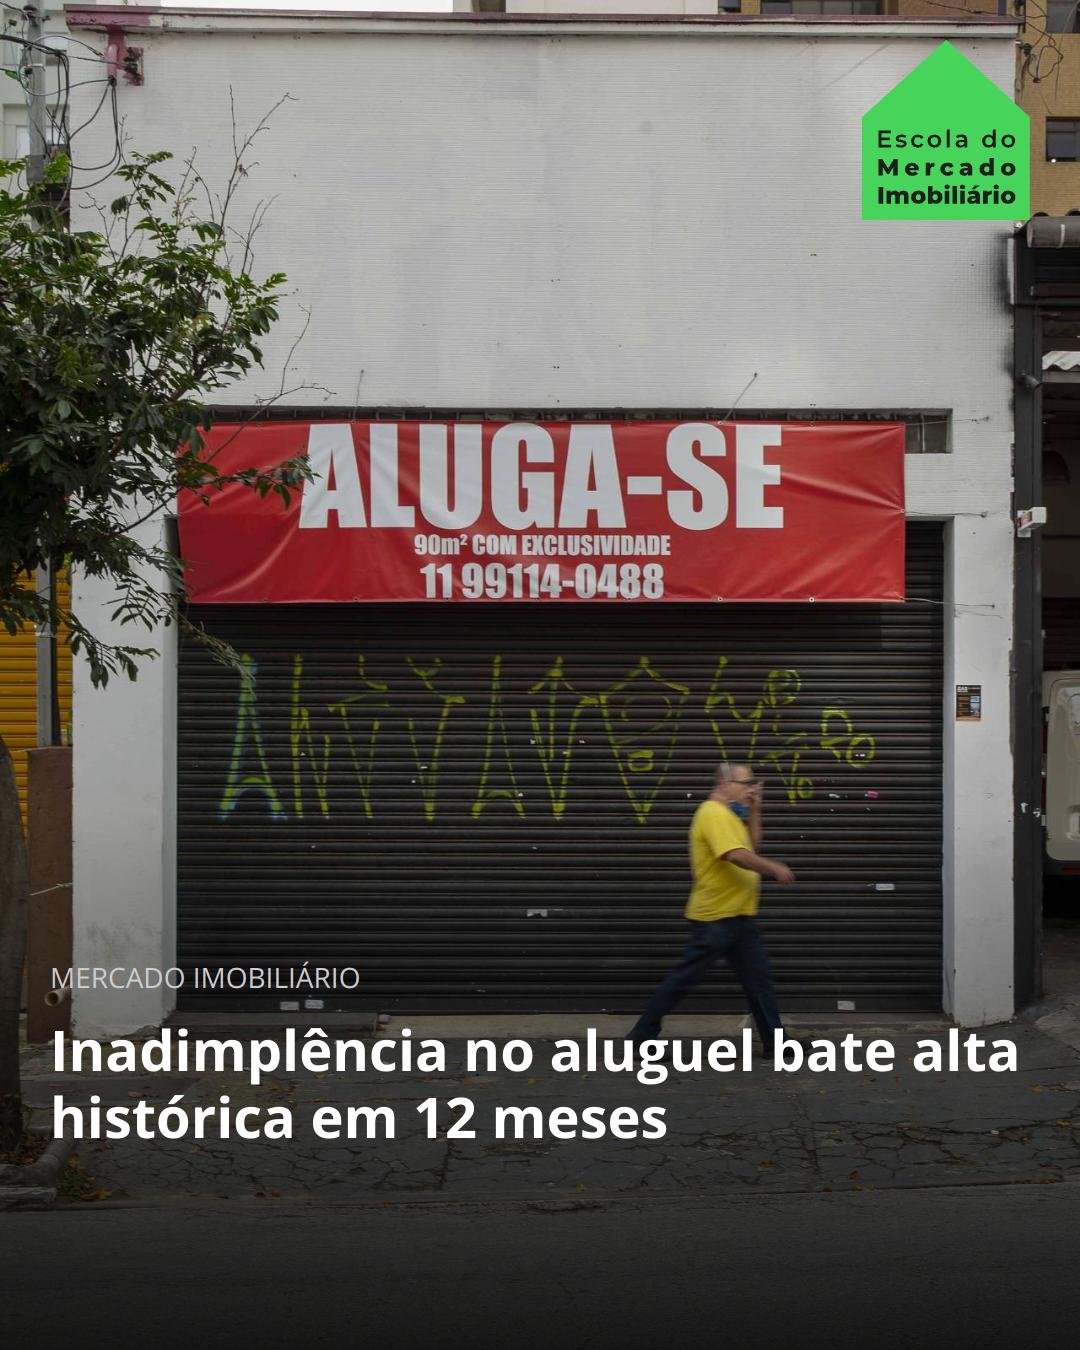 Escola do
Mercado
Imobiliário
ALUGA-SE
90m² COM EXCLUSIVIDADE
11 99114-0488
MERCADO IMOBILIÁRIO
Inadimplência no aluguel bate alta
histórica em 12 meses